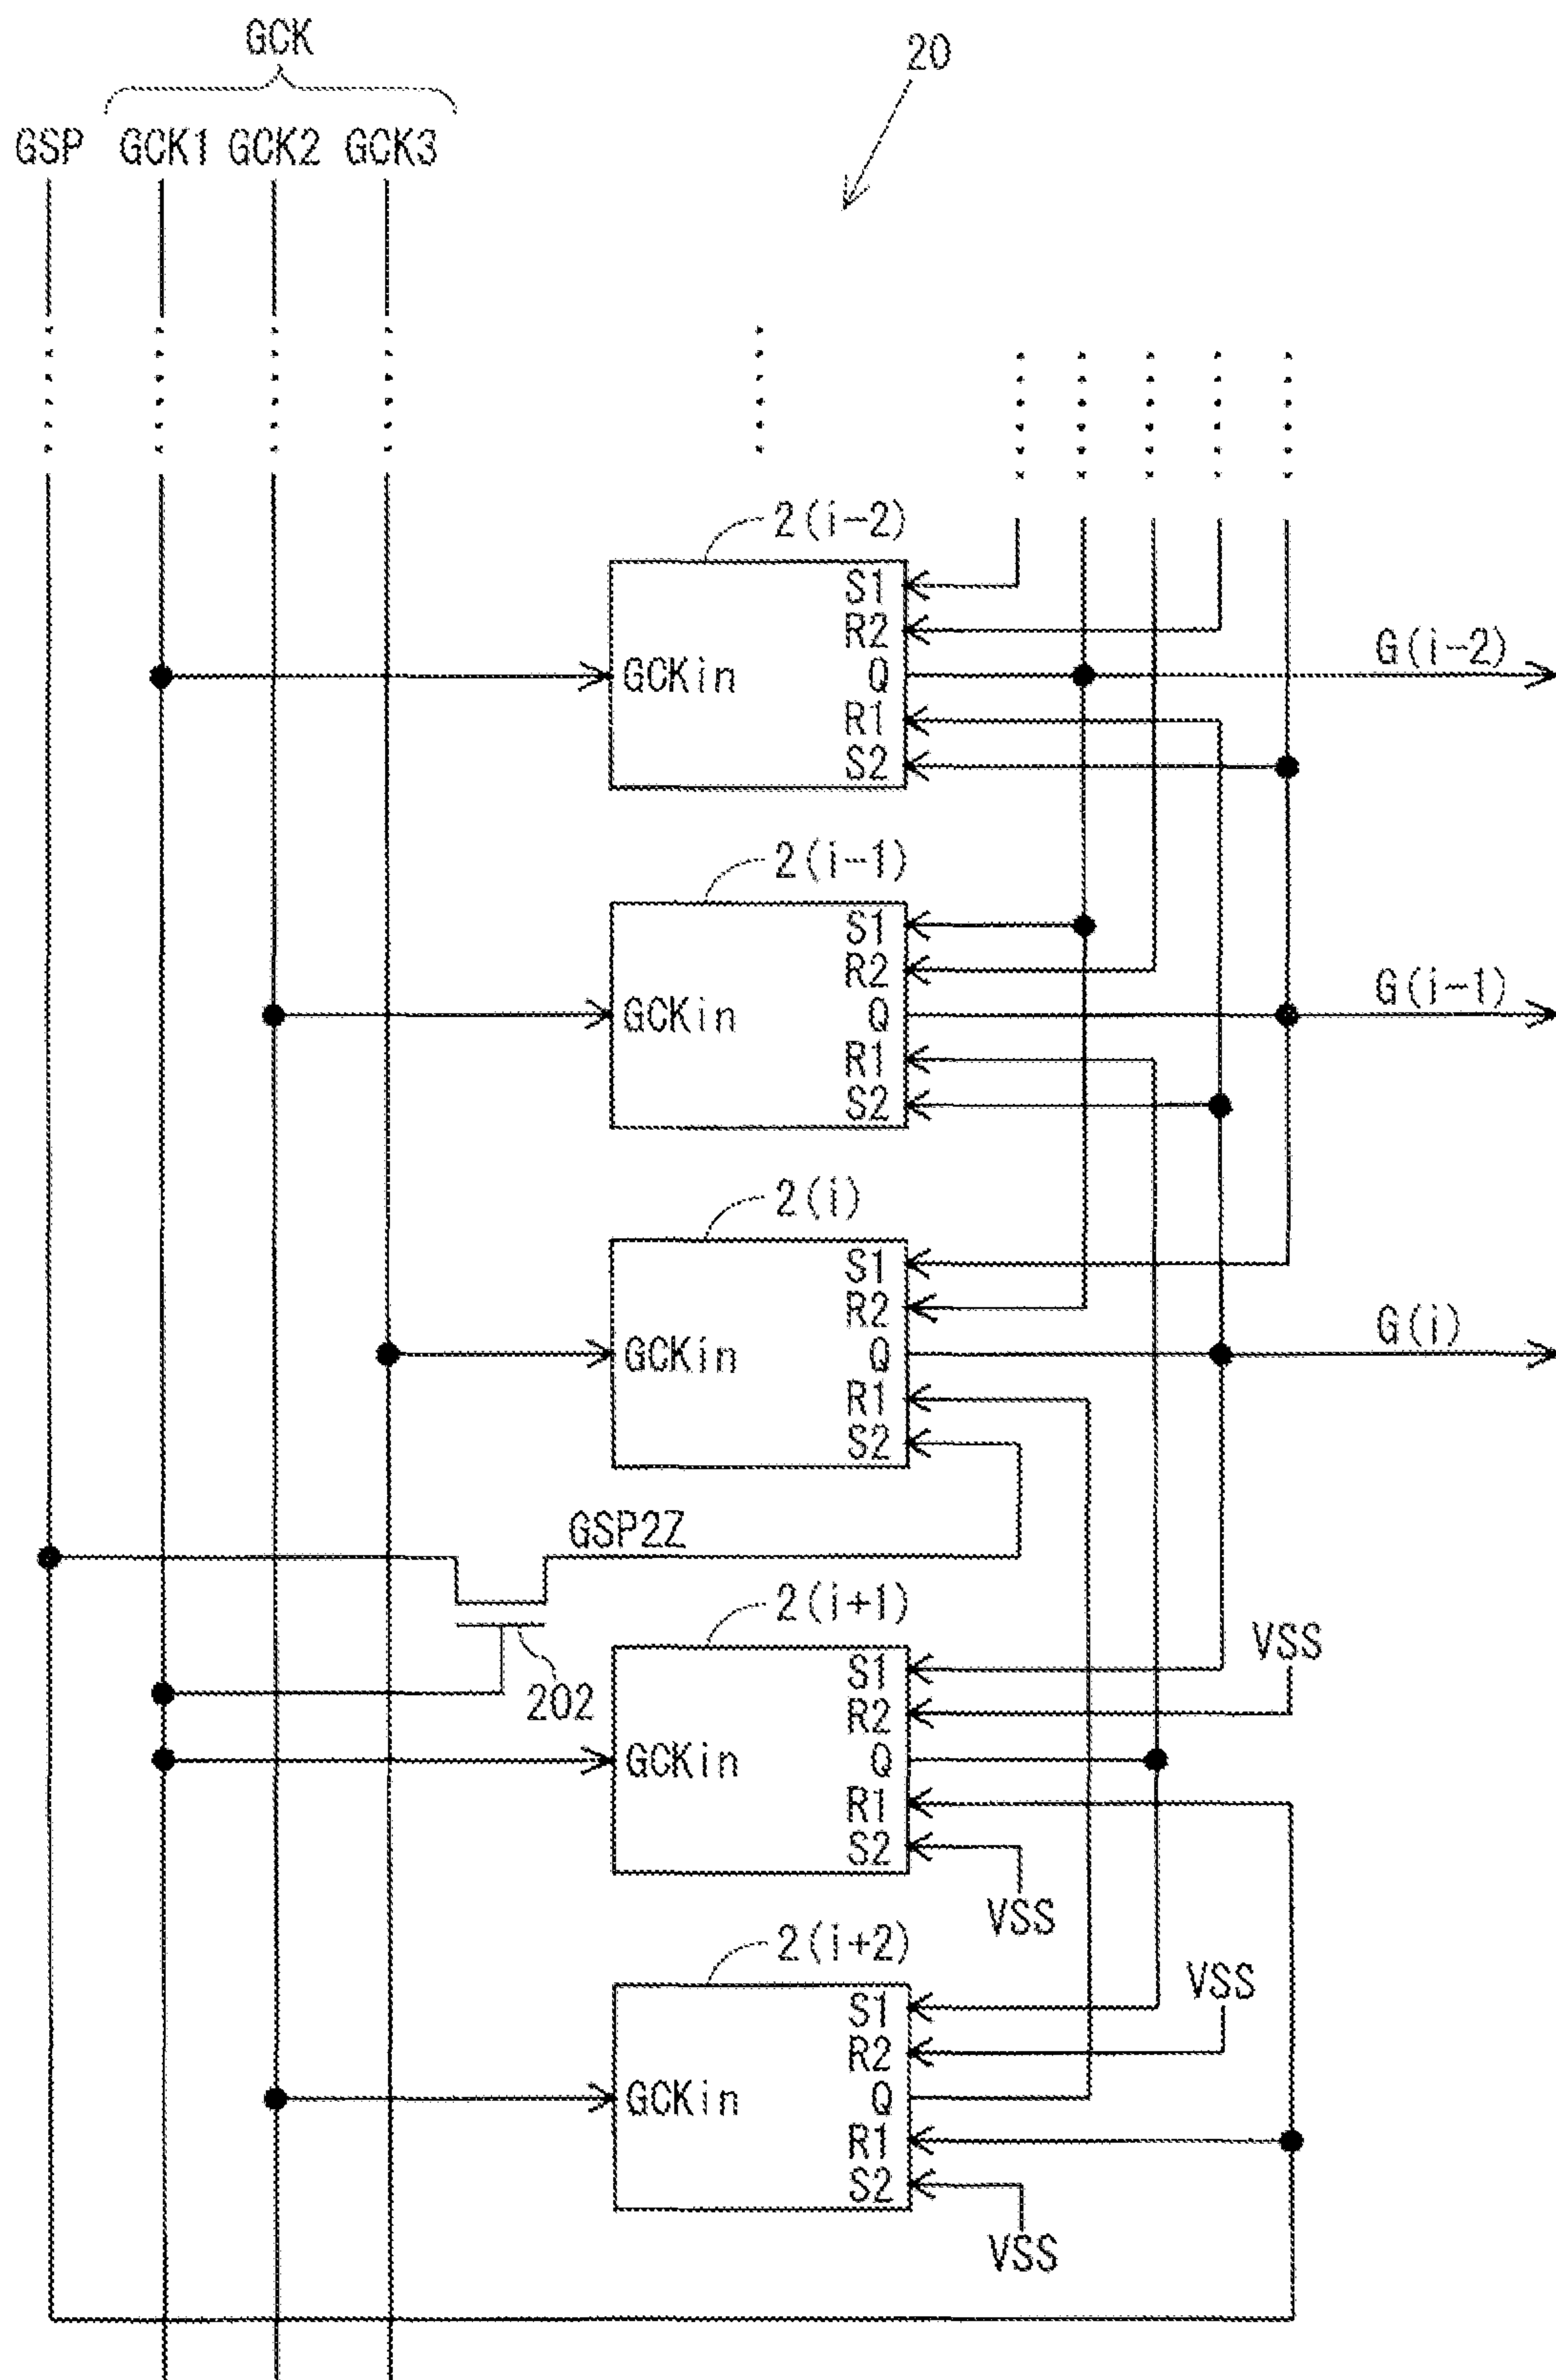 GCK
20
GSP GCK1 GCK2 GCK3
2(i-2)
S1
R2
GCKin Q G(i-2)
R1
S2
2(i-1)
S1
R2
GCKin Q G(i-1)
R1
S2
2(i)
S1
R2
GCKin Q G(i)
R1
S2
GSP2Z
2(i+1)
VSS
S1
202
R2
GCKin Q
R1
S2
VSS
2(i+2)
VSS
S1
R2
GCKin Q
R1
S2
VSS